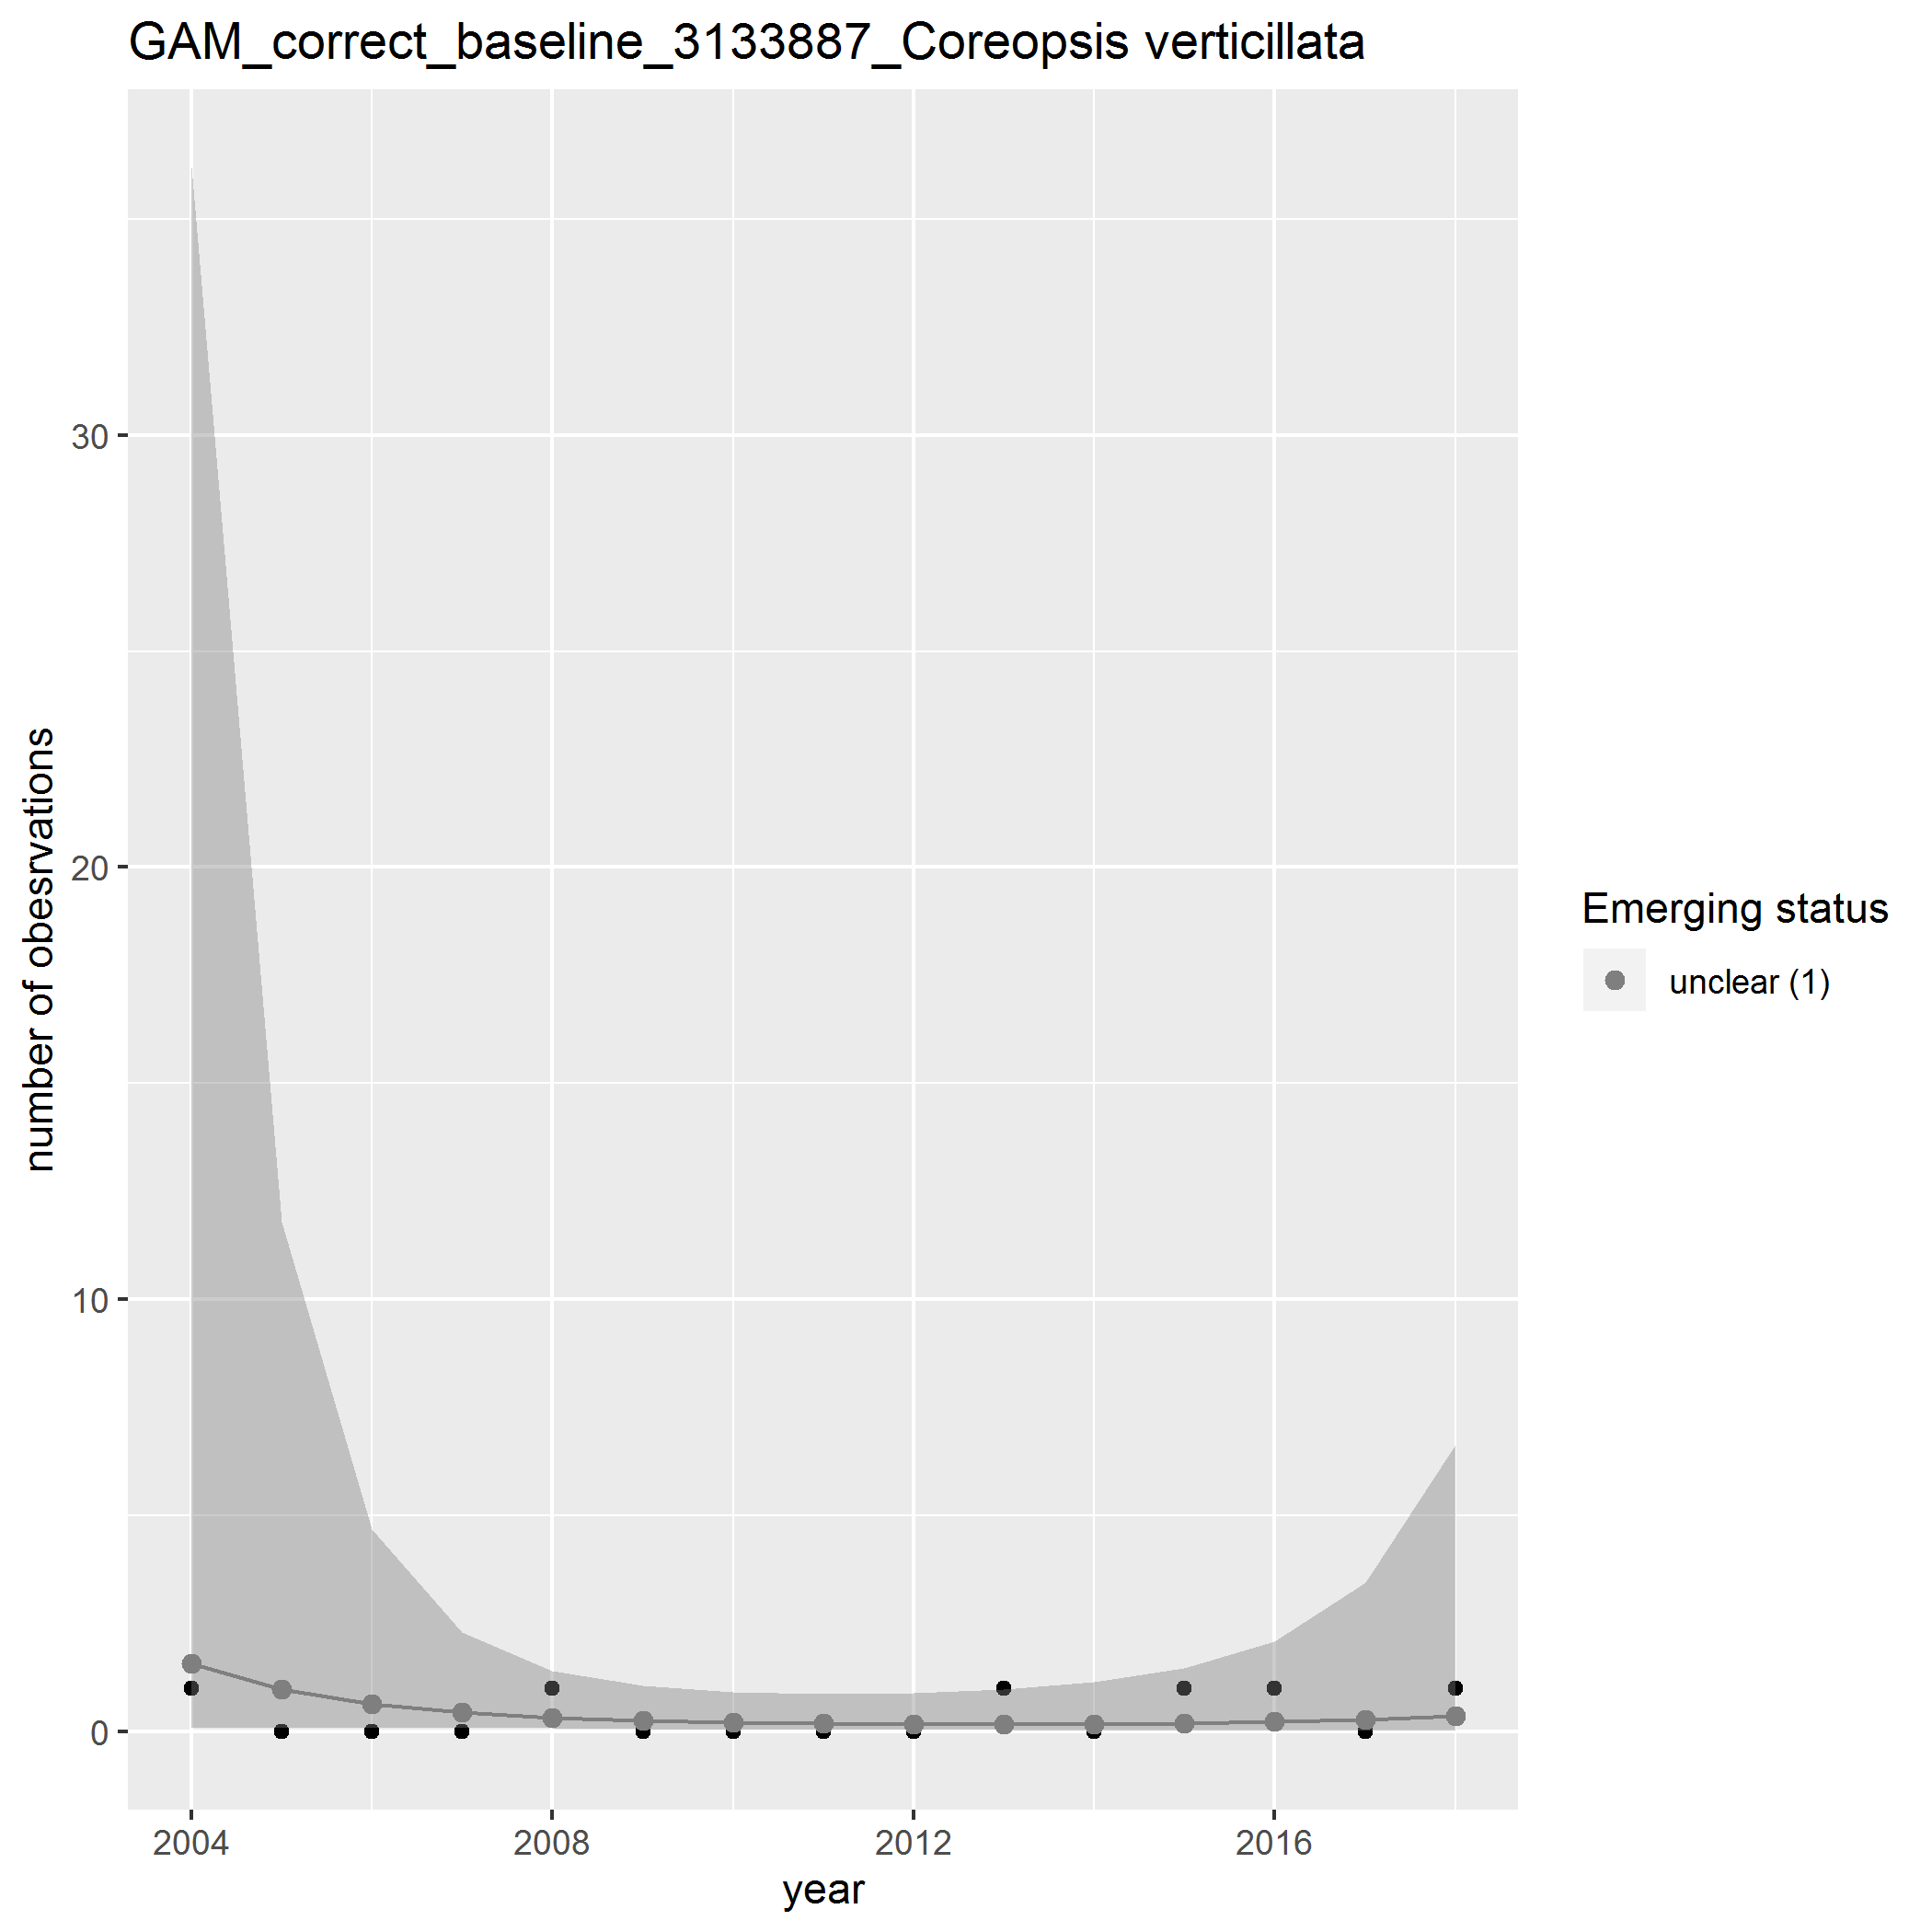 GAM_correct_baseline_3133887_Coreopsis verticillata
number of obesrvations
30
20
10
0
2004 2008 2012 2016
year
Emerging status
unclear (1)